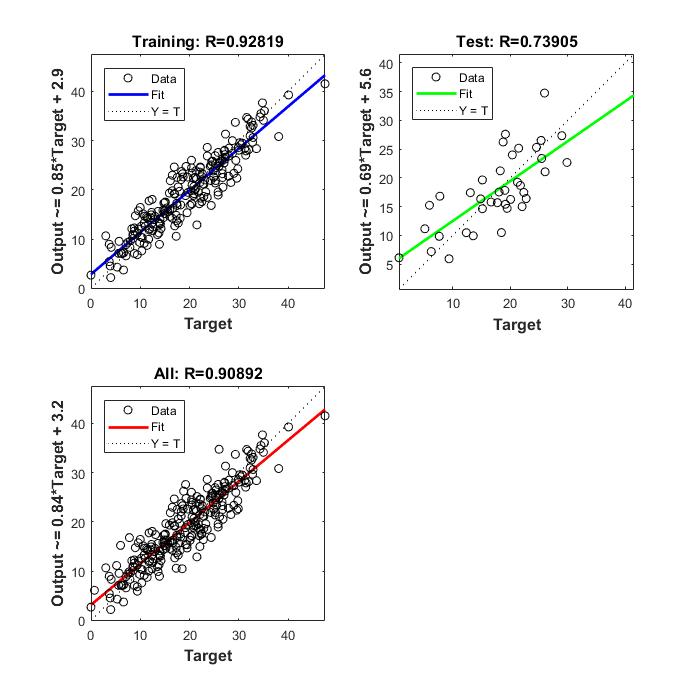 Training: R=0.92819
Output ~= 0.85*Target + 2.9
Data
Fit
Y = T
40
30
20
10
0
0 10 20 30 40
Target
Test: R=0.73905
Output ~= 0.69*Target + 5.6
Data
Fit
Y = T
40
35
30
25
20
15
10
5
10 20 30 40
Target
All: R=0.90892
Output ~= 0.84*Target + 3.2
Data
Fit
Y = T
40
30
20
10
0
0 10 20 30 40
Target